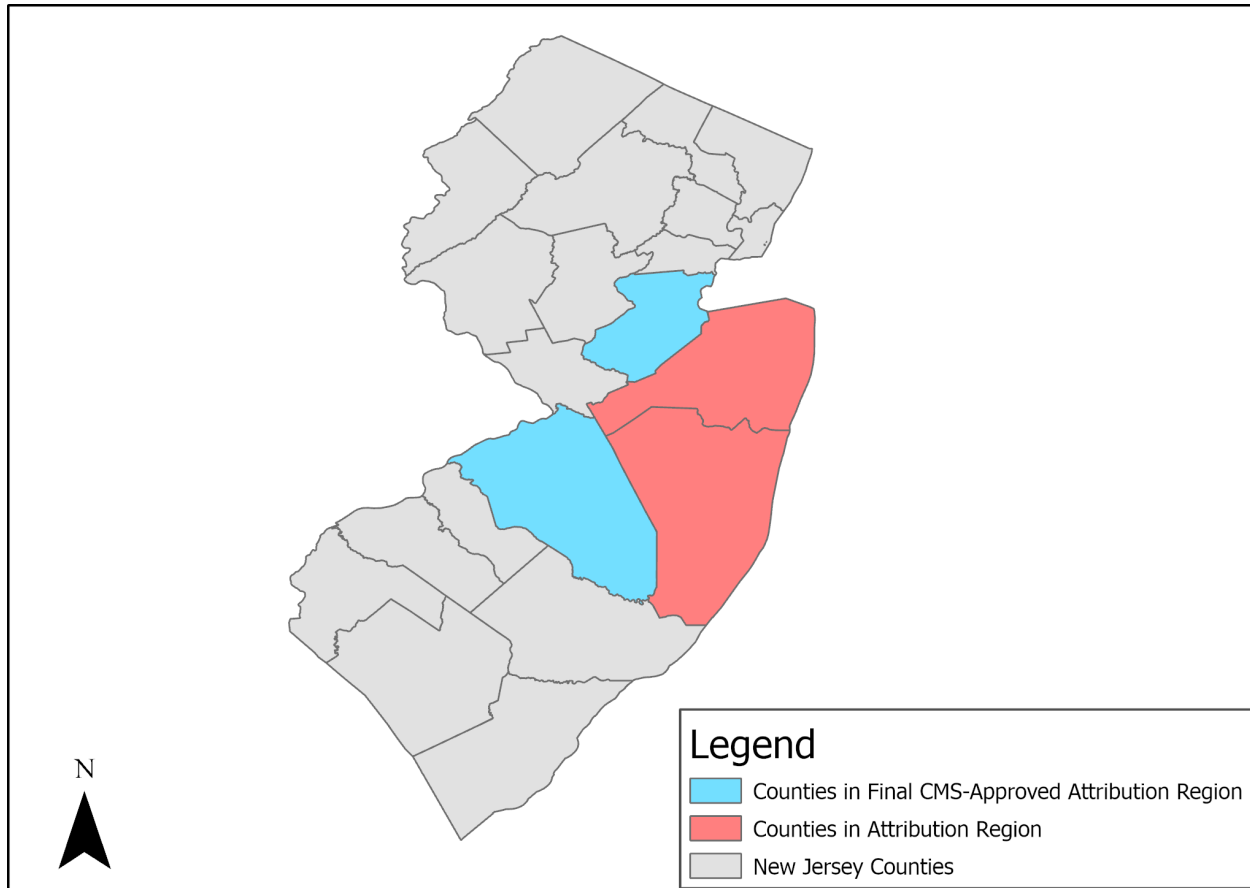 N
Legend
Counties in Final CMS-Approved Attribution Region
Counties in Attribution Region
New Jersey Counties